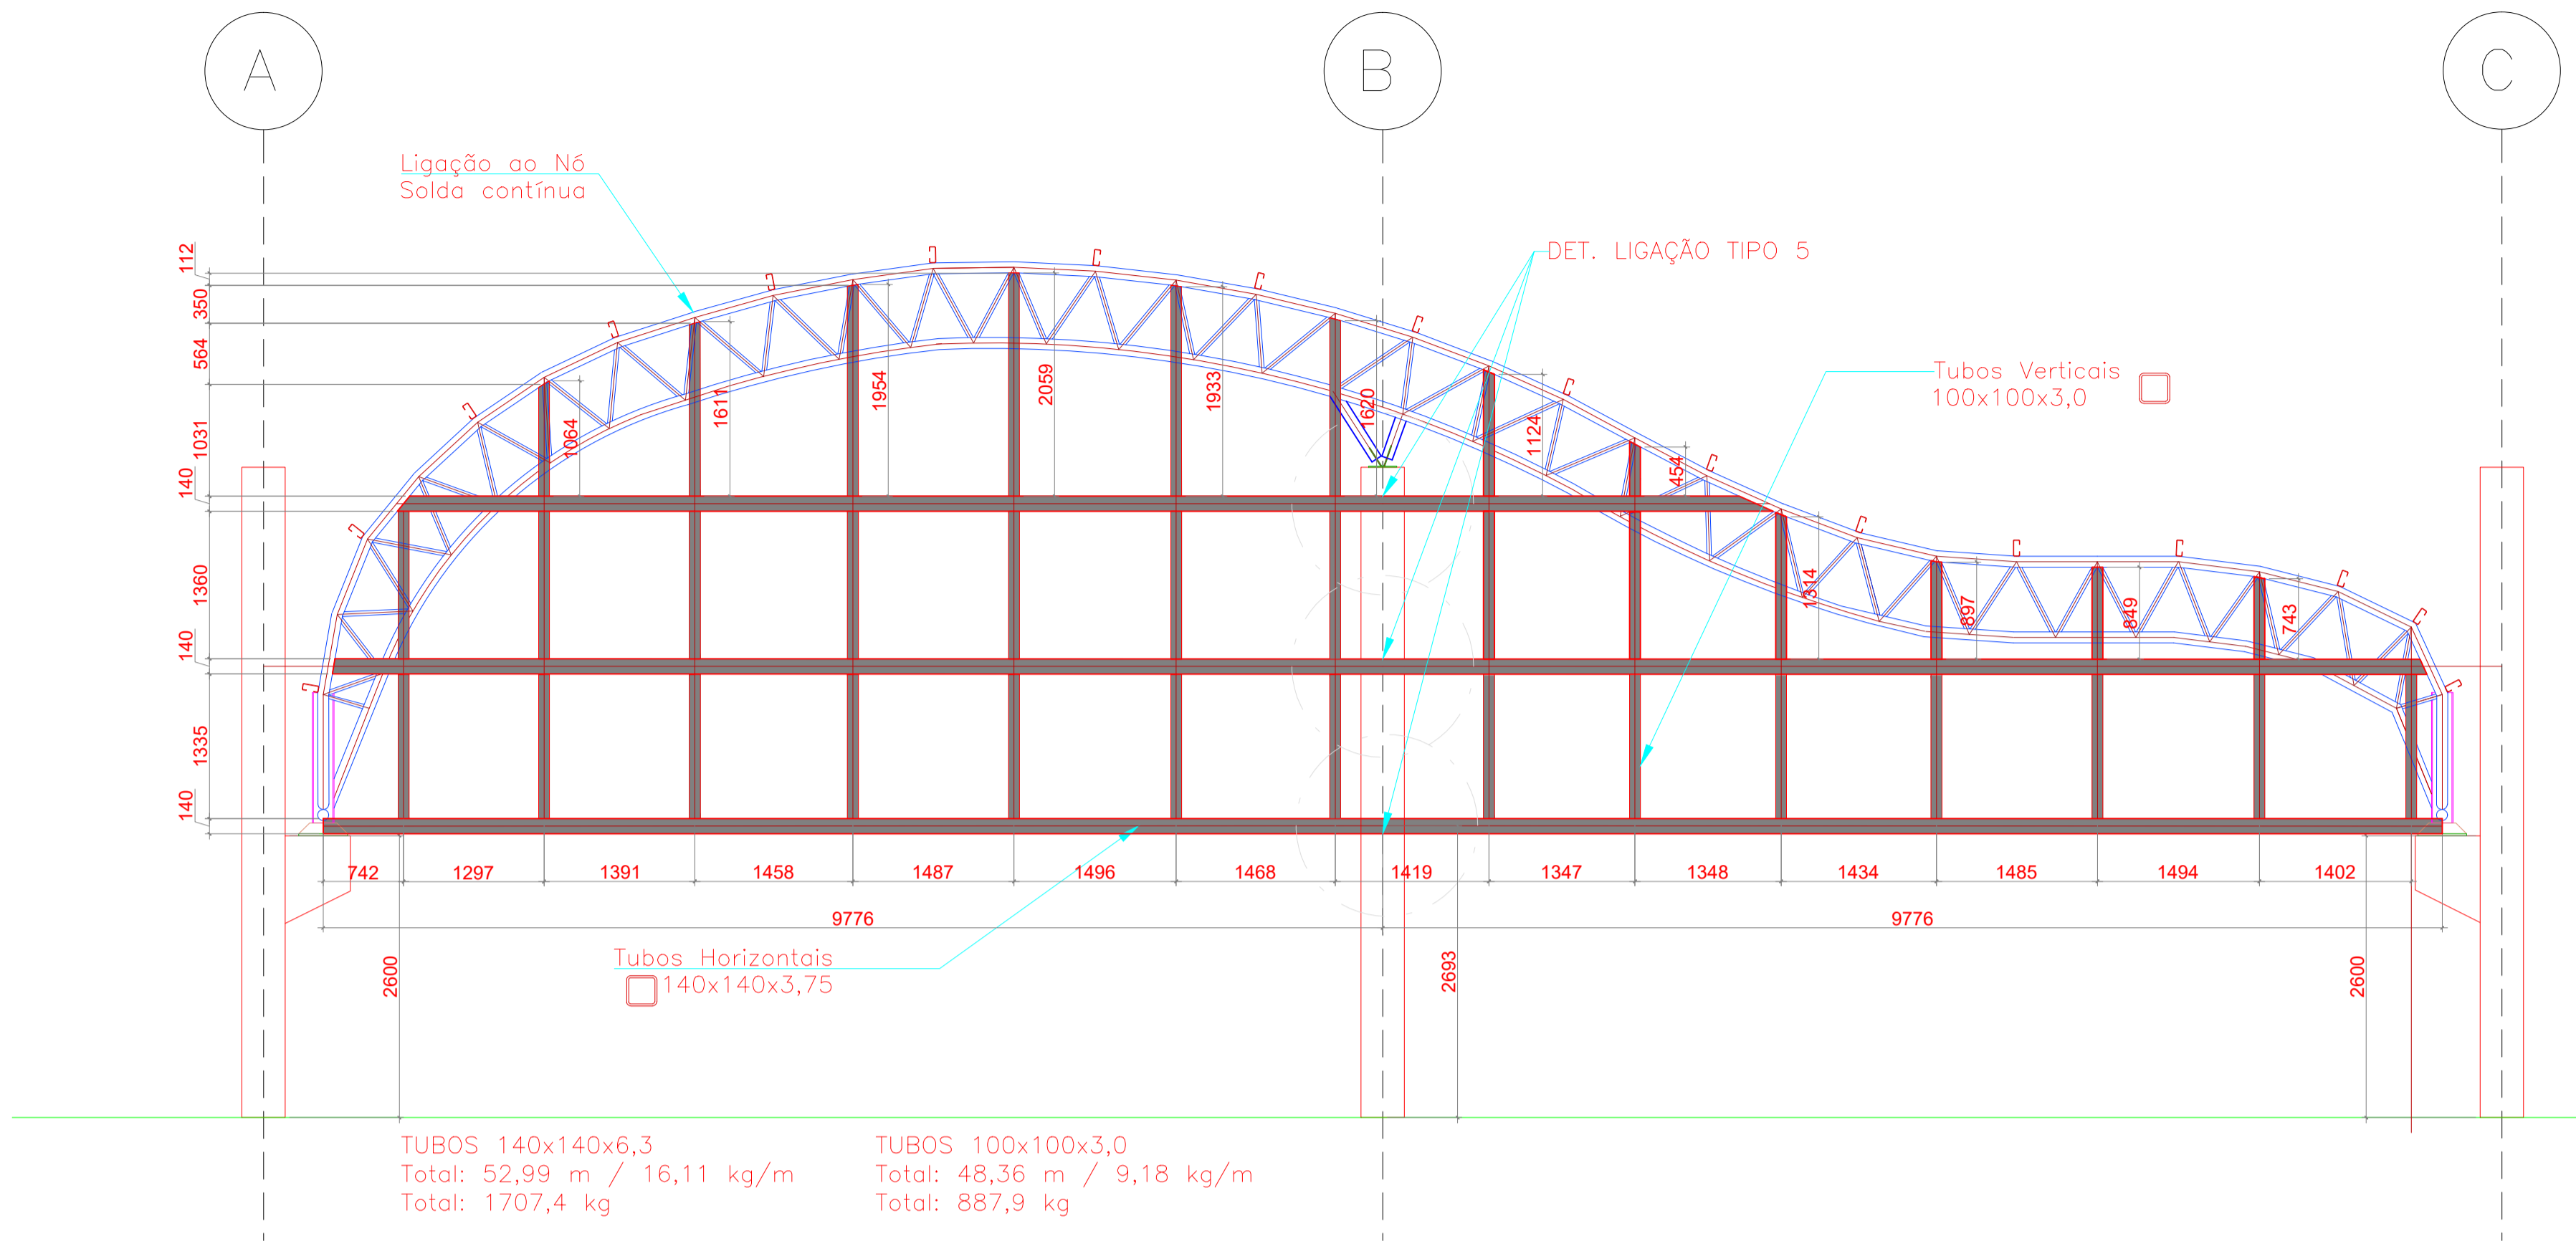 A
B
C
Ligação ao Nó
Solda contínua
DET. LIGAÇÃO TIPO 5
Tubos Verticais
100x100x3,0
112
350
564
1031
140
1360
140
1335
140
1064
1611
1954
2059
1933
1620
1124
454
1314
897
849
743
742
1297
1391
1458
1487
1496
1468
1419
1347
1348
1434
1485
1494
1402
9776
9776
2600
2693
2600
Tubos Horizontais
140x140x3,75
TUBOS 140x140x6,3
Total: 52,99 m / 16,11 kg/m
Total: 1707,4 kg
TUBOS 100x100x3,0
Total: 48,36 m / 9,18 kg/m
Total: 887,9 kg